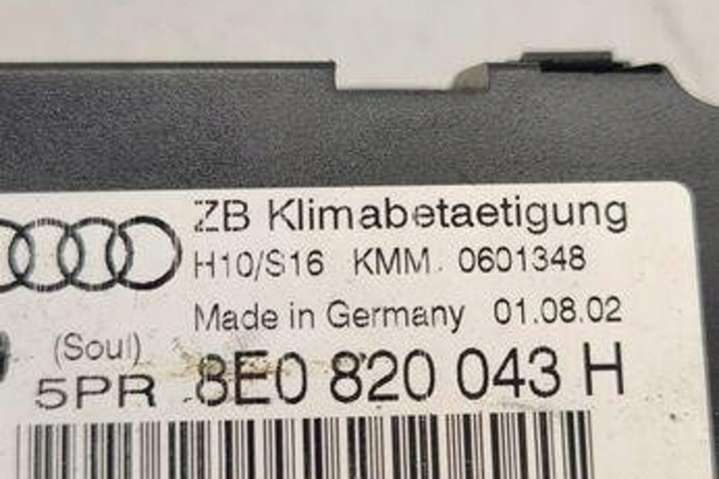 ZB Klimabetaetigung
H10/S16 KMM. 0601348
Made in Germany 01.08.02
(Soul)
5PR 8E0 820 043 H